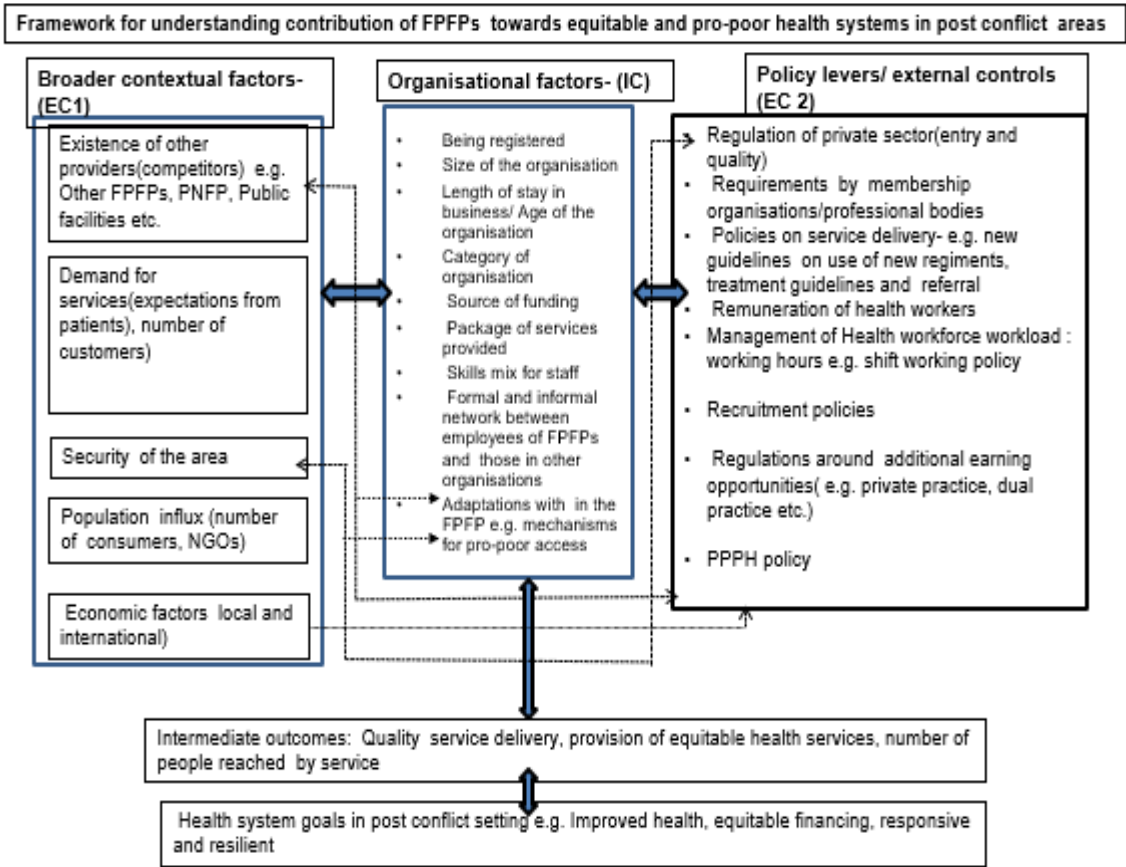 Framework for understanding contribution of FPFPs towards equitable and pro-poor health systems in post conflict areas
Broader contextual factors-
(EC1)
Existence of other
providers(competitors) e.g.
Other FPFPs, PNFP, Public
facilities etc.
Demand for
services(expectations from
patients), number of
customers)
Security of the area
Population influx (number
of consumers, NGOs)
Economic factors local and
international)
Organisational factors- (IC)
• Being registered
• Size of the organisation
• Length of stay in
business/ Age of the
organisation
• Category of
organisation
• Source of funding
• Package of services
provided
• Skills mix for staff
• Formal and informal
network between
employees of FPFPs
and those in other
organisations
• Adaptations with in the
FPFP e.g. mechanisms
for pro-poor access
Policy levers/ external controls
(EC 2)
• Regulation of private sector(entry and
quality)
• Requirements by membership
organisations/professional bodies
• Policies on service delivery- e.g. new
guidelines on use of new regiments,
treatment guidelines and referral
• Remuneration of health workers
• Management of Health workforce workload :
working hours e.g. shift working policy
• Recruitment policies
• Regulations around additional earning
opportunities( e.g. private practice, dual
practice etc.)
• PPPH policy
Intermediate outcomes: Quality service delivery, provision of equitable health services, number of
people reached by service
Health system goals in post conflict setting e.g. Improved health, equitable financing, responsive
and resilient